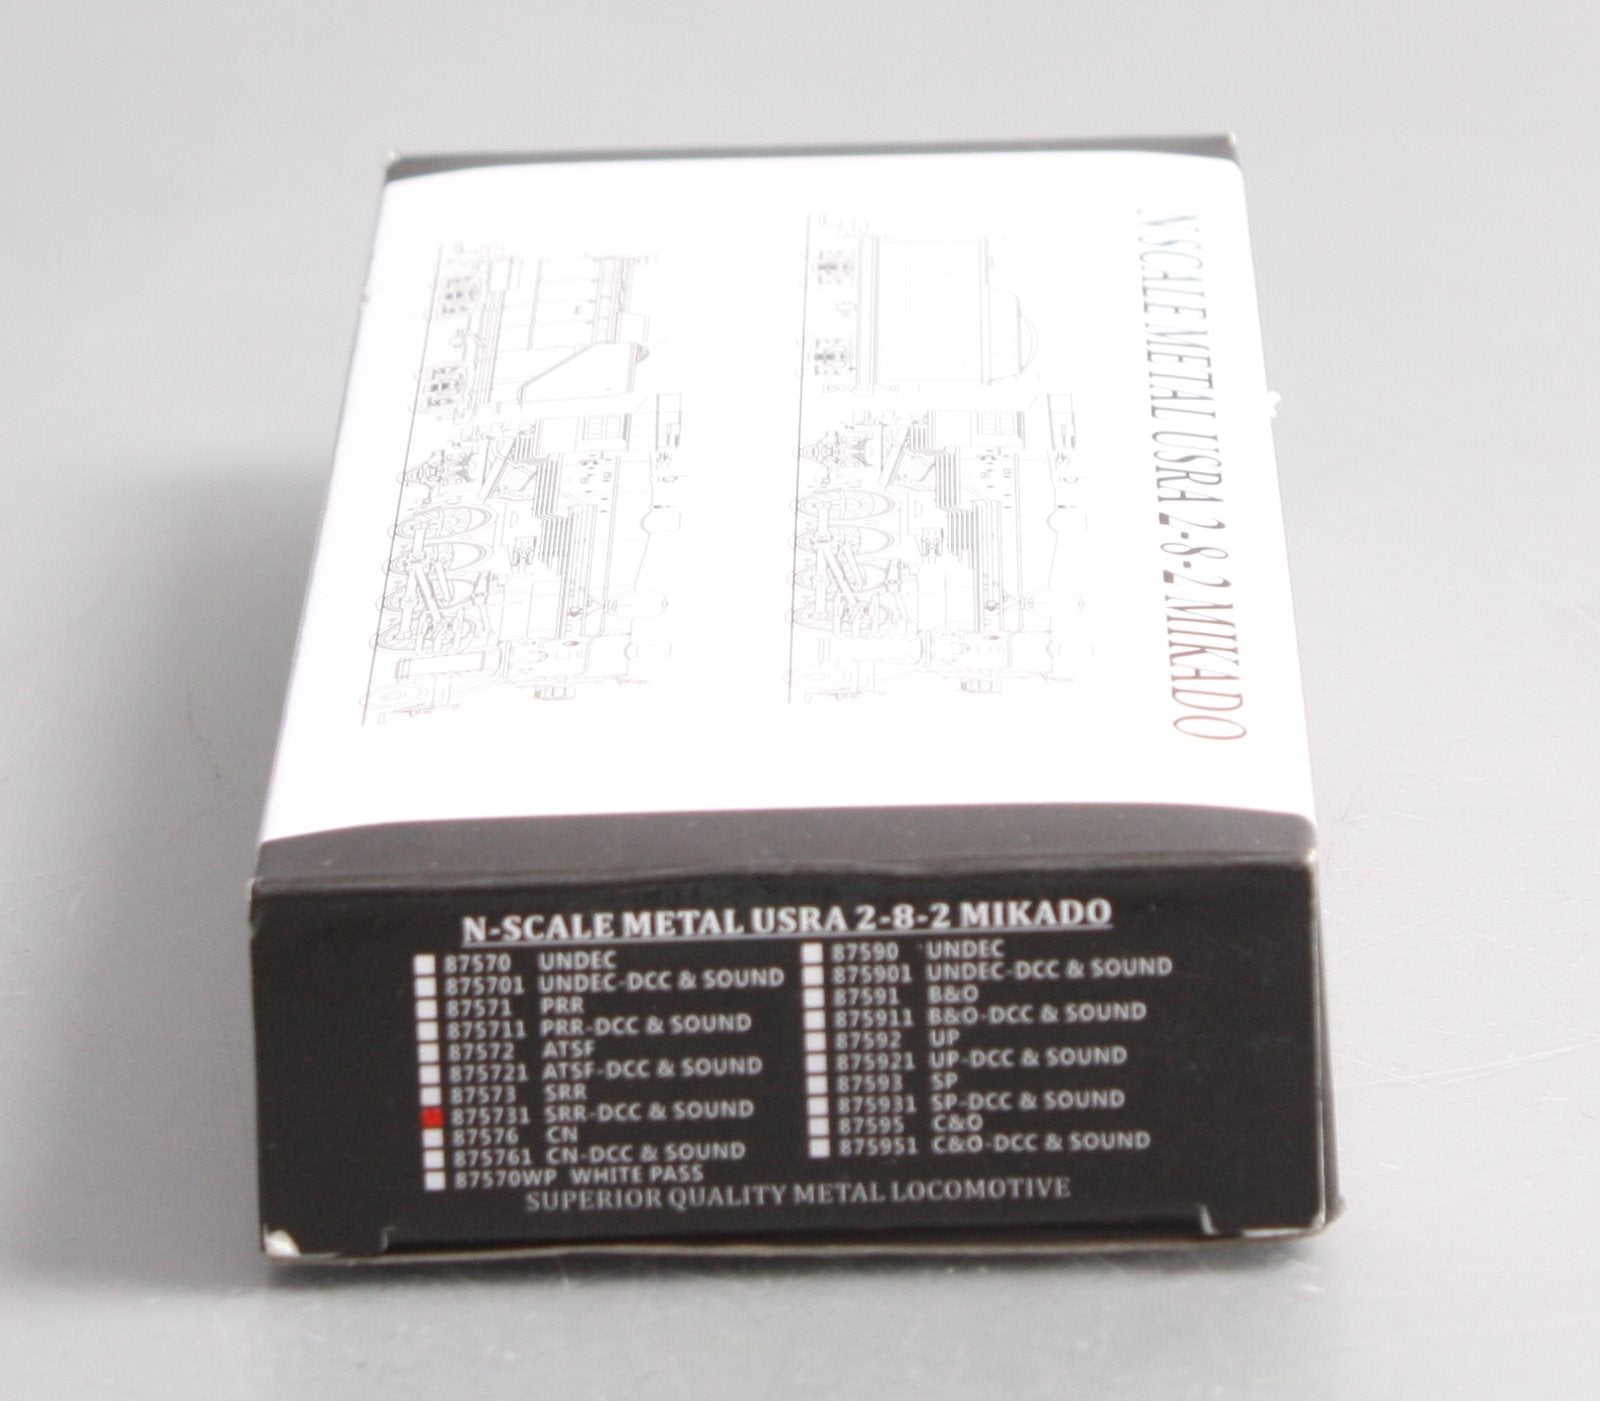 N SCALE METAL USRA 2-8-2 MIKADO
N-SCALE METAL USRA 2-8-2 MIKADO
87570 UNDEC
875701 UNDEC-DCC & SOUND
87571 PRR
875711 PRR-DCC & SOUND
87572 ATSF
875721 ATSF-DCC & SOUND
87573 SRR
875731 SRR-DCC & SOUND
87576 CN
875761 CN-DCC & SOUND
87570WP WHITE PASS
87590 UNDEC
875901 UNDEC-DCC & SOUND
87591 B&O
875911 B&O-DCC & SOUND
87592 UP
875921 UP-DCC & SOUND
87593 SP
875931 SP-DCC & SOUND
87595 C&O
875951 C&O-DCC & SOUND
SUPERIOR QUALITY METAL LOCOMOTIVE